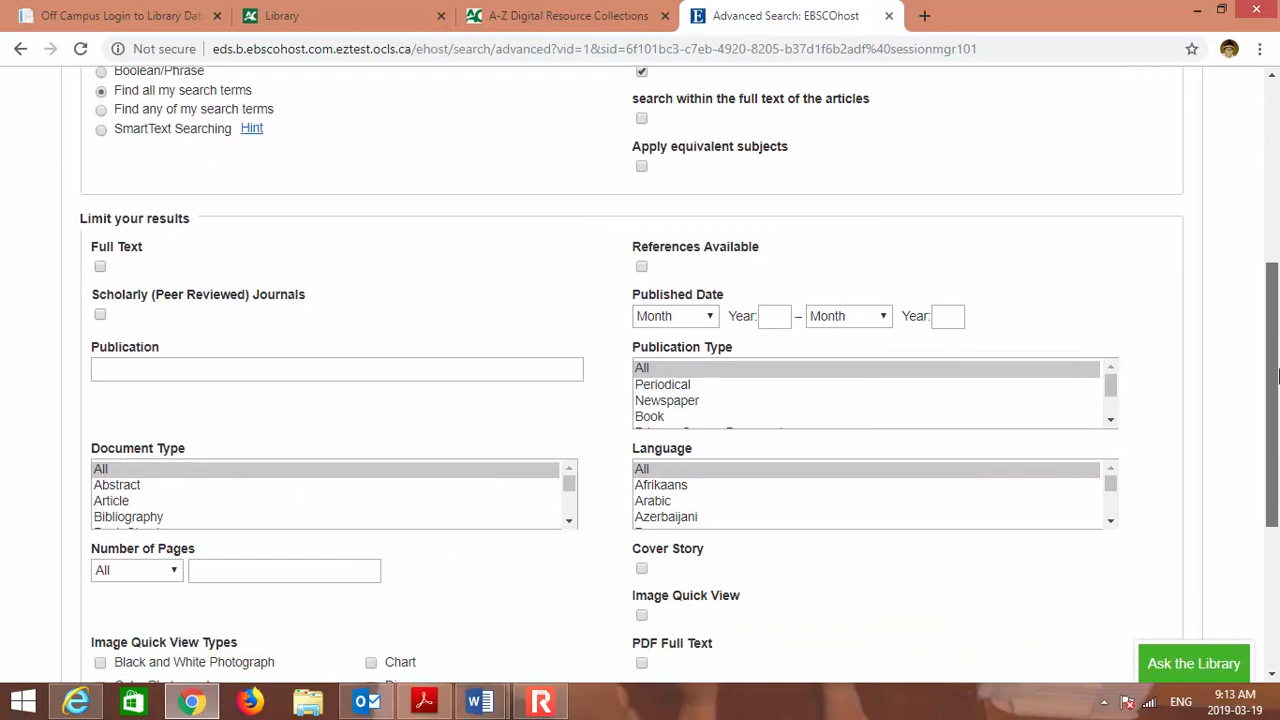 Off Campus Login to Library Dat
Library
A-Z Digital Resource Collections
Advanced Search: EBSCOhost
Not secure eds.b.ebscohost.com.eztest.ocls.ca/ehost/search/advanced?vid=1&sid=6f101bc3-c7eb-4920-8205-b37d1f6b2adf%40sessionmgr101
Boolean/Phrase
Find all my search terms
search within the full text of the articles
Find any of my search terms
SmartText Searching Hint
Apply equivalent subjects
Limit your results
Full Text
References Available
Scholarly (Peer Reviewed) Journals
Published Date
Month Year: – Month Year:
Publication
Publication Type
All
Periodical
Newspaper
Book
Document Type
All
Abstract
Article
Bibliography
Language
All
Afrikaans
Arabic
Azerbaijani
Number of Pages
All
Cover Story
Image Quick View
Image Quick View Types
Black and White Photograph
Chart
PDF Full Text
Ask the Library
ENG
9:13 AM
2019-03-19